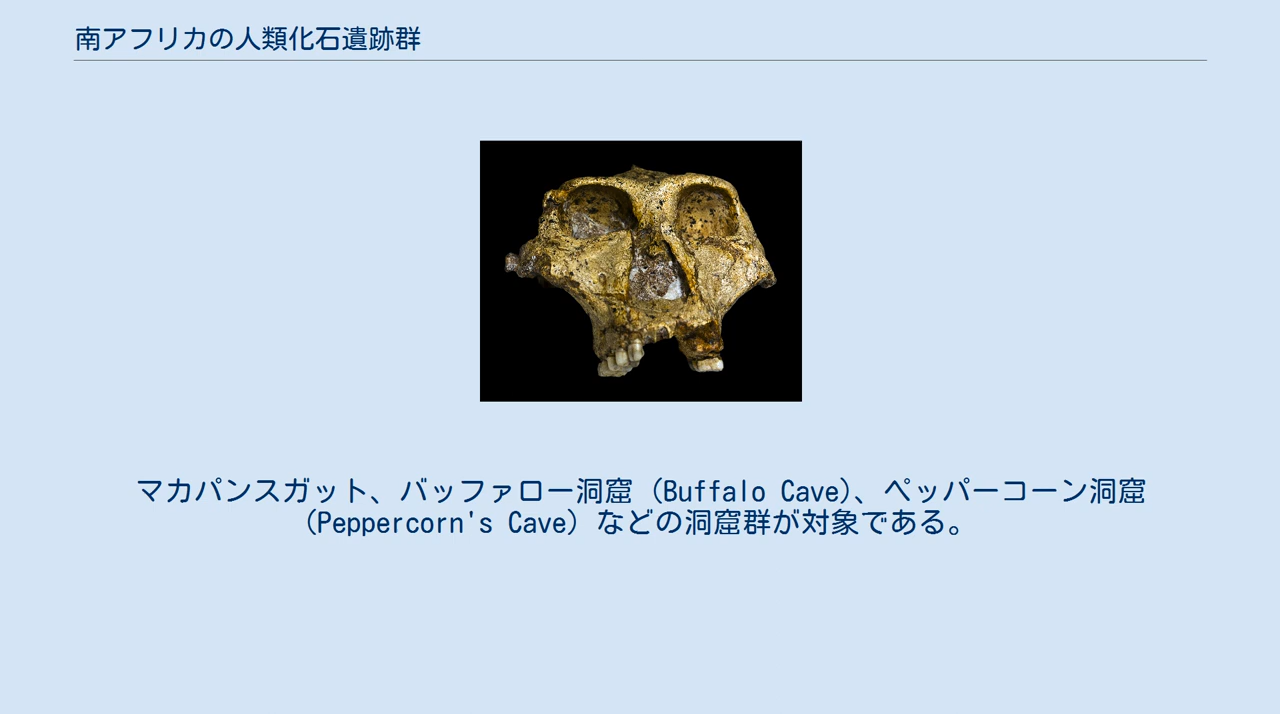 南アフリカの人類化石遺跡群
マカパンスガット、バッファロー洞窟 (Buffalo Cave)、ペッパーコーン洞窟
(Peppercorn's Cave) などの洞窟群が対象である。